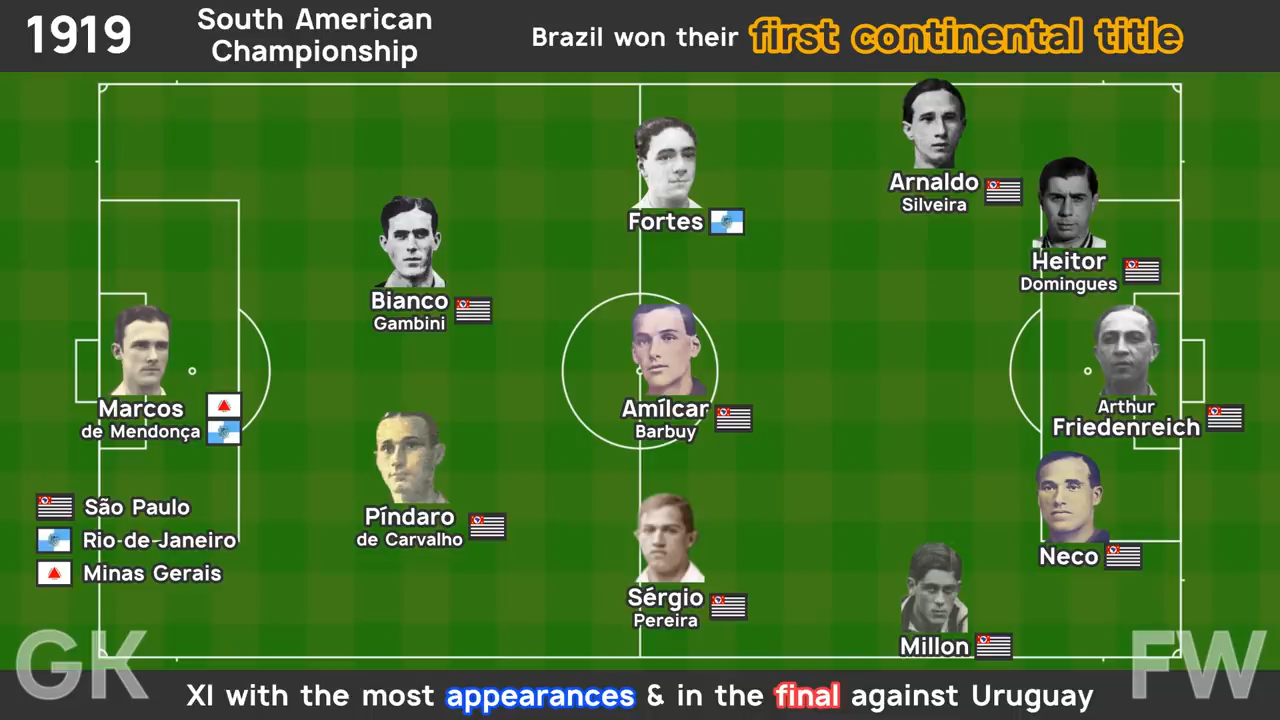 1919
South American
Championship
Brazil won their first continental title
Arnaldo
Silveira
Fortes
Heitor
Domingues
Bianco
Gambini
Marcos
de Mendonça
Amílcar
Barbuy
Arthur
Friedenreich
Píndaro
de Carvalho
São Paulo
Rio-de-Janeiro
Minas Gerais
Neco
Sérgio
Pereira
Millon
GK
FW
XI with the most appearances & in the final against Uruguay